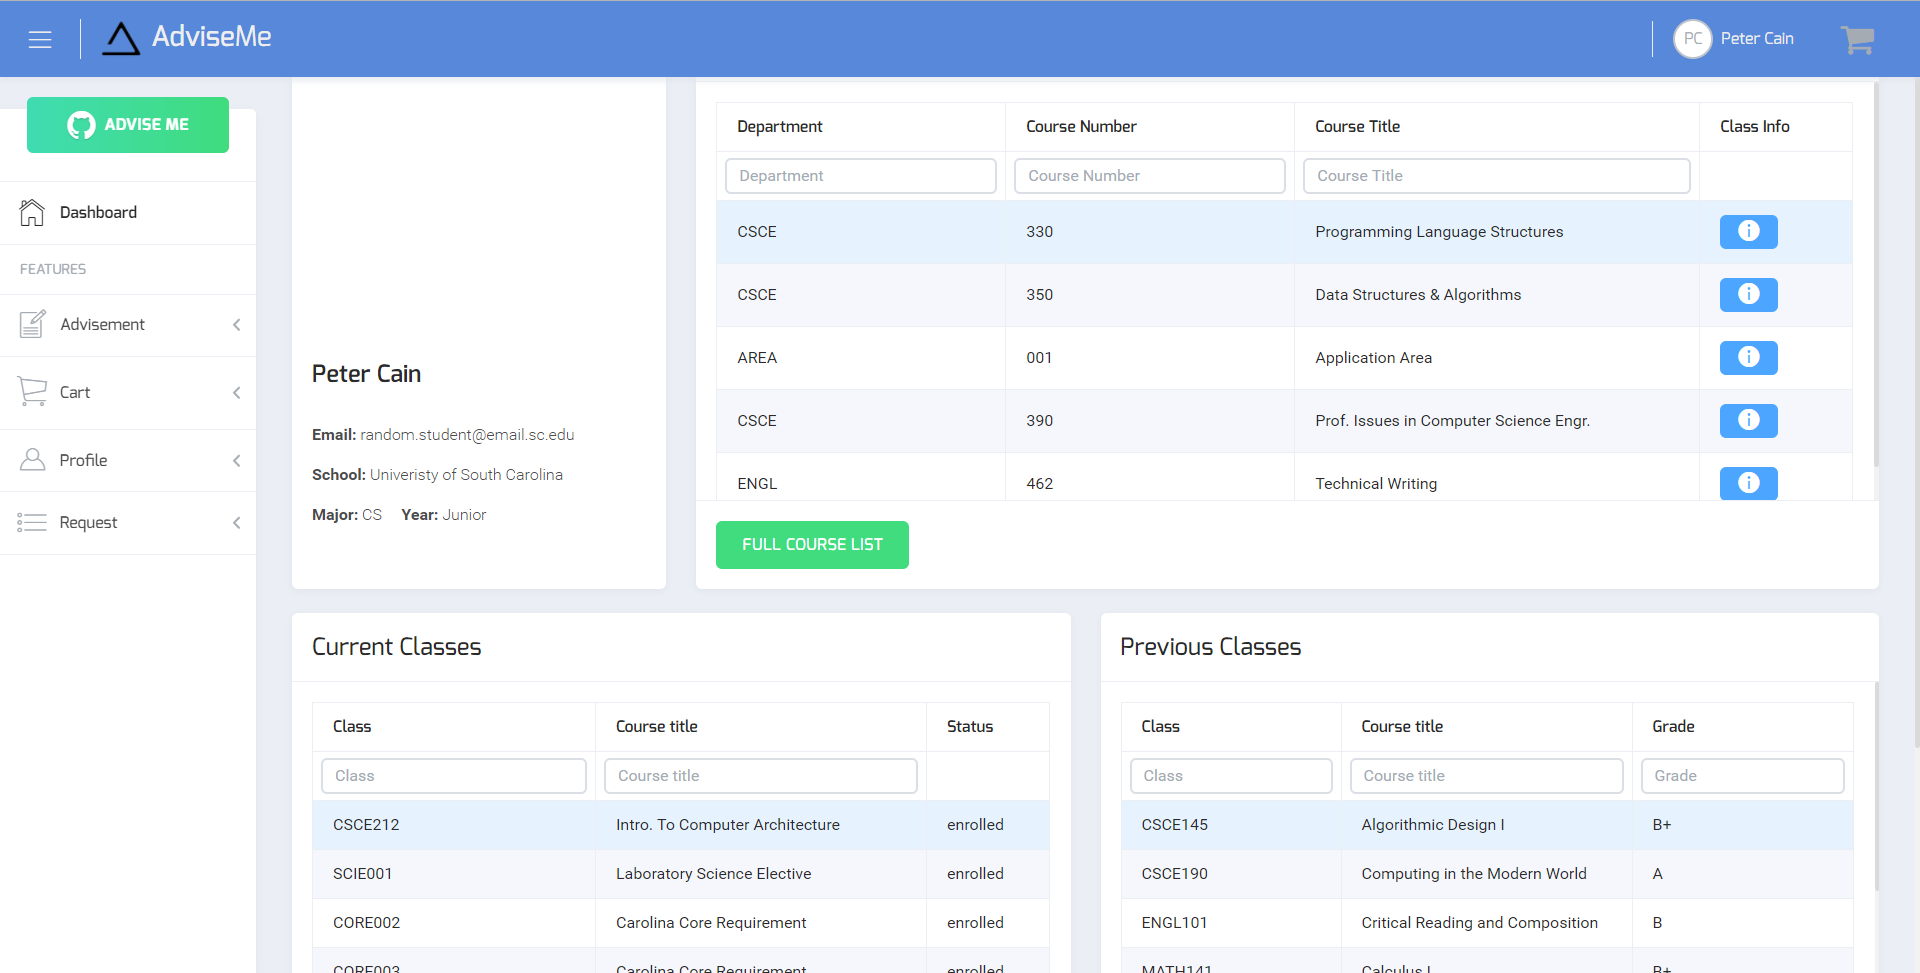 AdviseMe
PC Peter Cain
ADVISE ME
Dashboard
FEATURES
Advisement
Cart
Profile
Request
Peter Cain
Email: random.student@email.sc.edu
School: Univeristy of South Carolina
Major: CS Year: Junior
Department Course Number Course Title Class Info
Department Course Number Course Title
CSCE 330 Programming Language Structures
CSCE 350 Data Structures & Algorithms
AREA 001 Application Area
CSCE 390 Prof. Issues in Computer Science Engr.
ENGL 462 Technical Writing
FULL COURSE LIST
Current Classes
Class Course title Status
Class Course title
CSCE212 Intro. To Computer Architecture enrolled
SCIE001 Laboratory Science Elective enrolled
CORE002 Carolina Core Requirement enrolled
CORE003 Carolina Core Requirement enrolled
Previous Classes
Class Course title Grade
Class Course title Grade
CSCE145 Algorithmic Design I B+
CSCE190 Computing in the Modern World A
ENGL101 Critical Reading and Composition B
MATH141 Calculus I B+